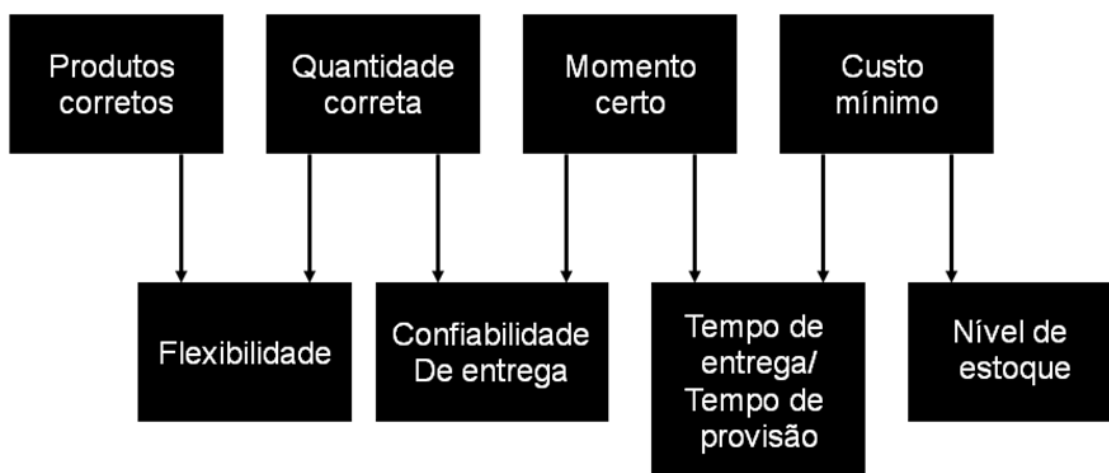 Produtos
corretos
Quantidade
correta
Momento
certo
Custo
mínimo
Flexibilidade
Confiabilidade
De entrega
Tempo de
entrega/
Tempo de
provisão
Nível de
estoque